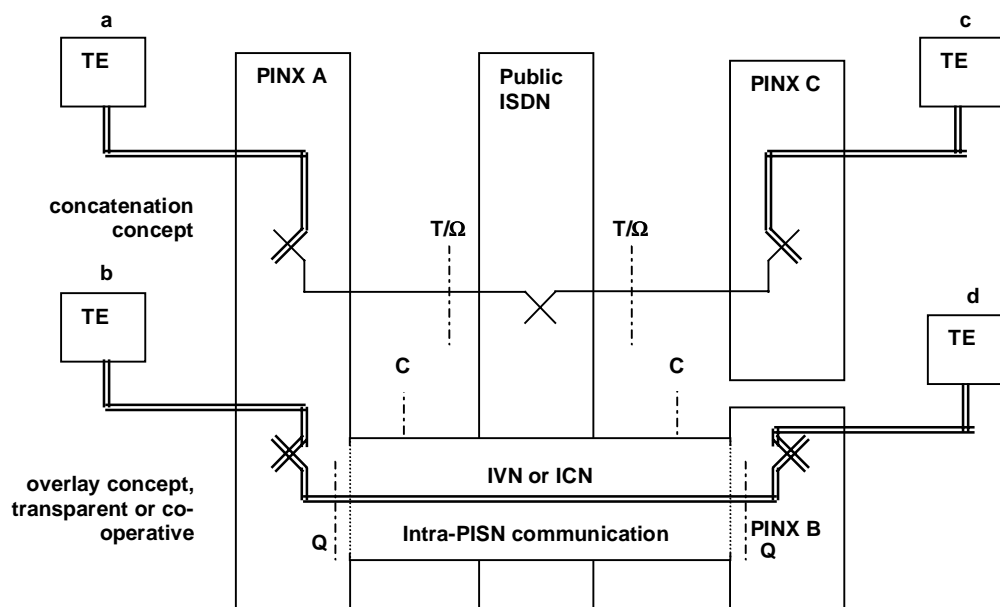 a
TE
PINX A
Public
ISDN
PINX C
c
TE
concatenation
concept
T/Ω
T/Ω
b
TE
d
TE
C
C
overlay concept,
transparent or co-
operative
IVN or ICN
Q
Intra-PISN communication
PINX B
Q